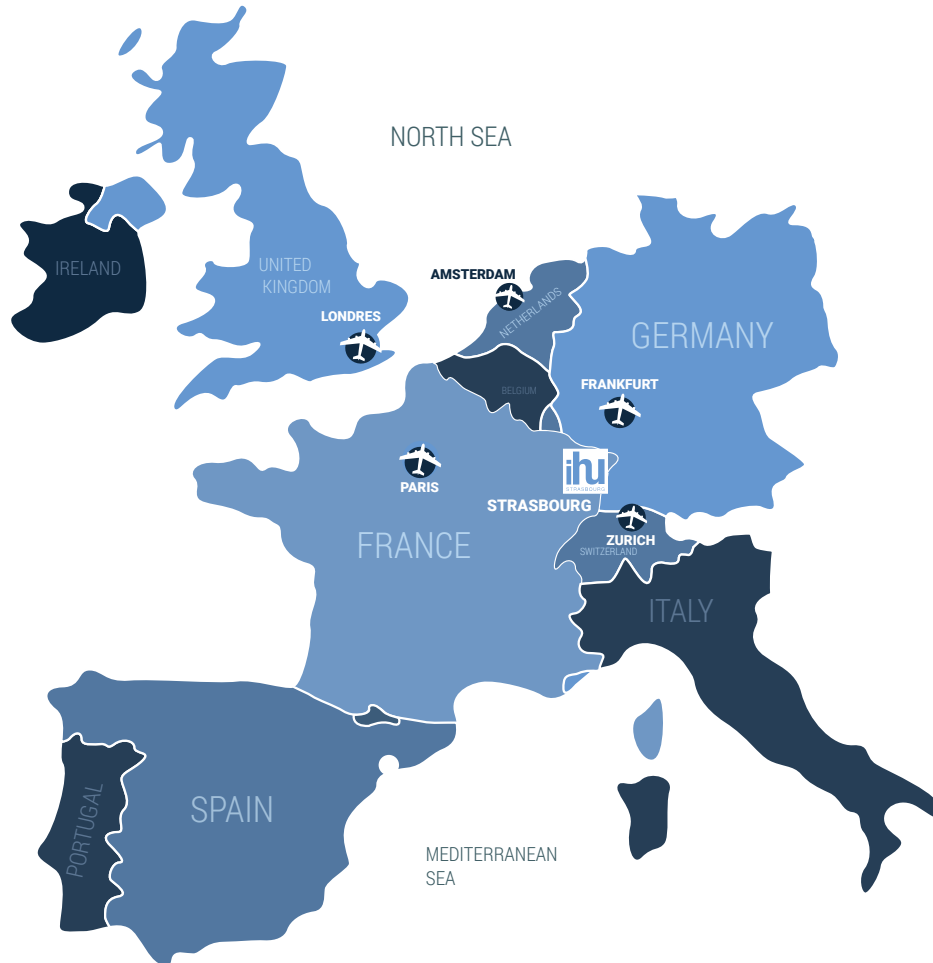 NORTH SEA
IRELAND
UNITED
KINGDOM
AMSTERDAM
NETHERLANDS
LONDRES
GERMANY
BELGIUM
FRANKFURT
ihu
STRASBOURG
PARIS
STRASBOURG
FRANCE
ZURICH
SWITZERLAND
ITALY
SPAIN
PORTUGAL
MEDITERRANEAN
SEA